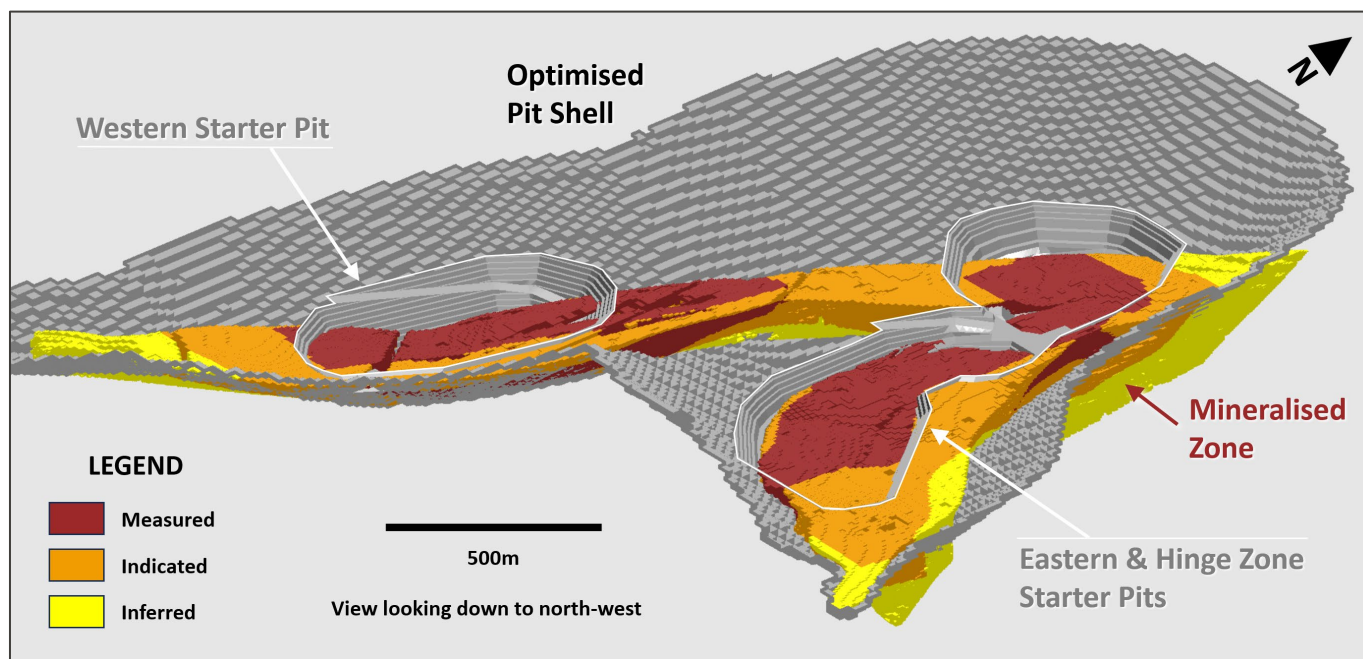 Optimised
Pit Shell
N
Western Starter Pit
Mineralised
Zone
LEGEND
Measured
Indicated
Inferred
500m
View looking down to north-west
Eastern & Hinge Zone
Starter Pits